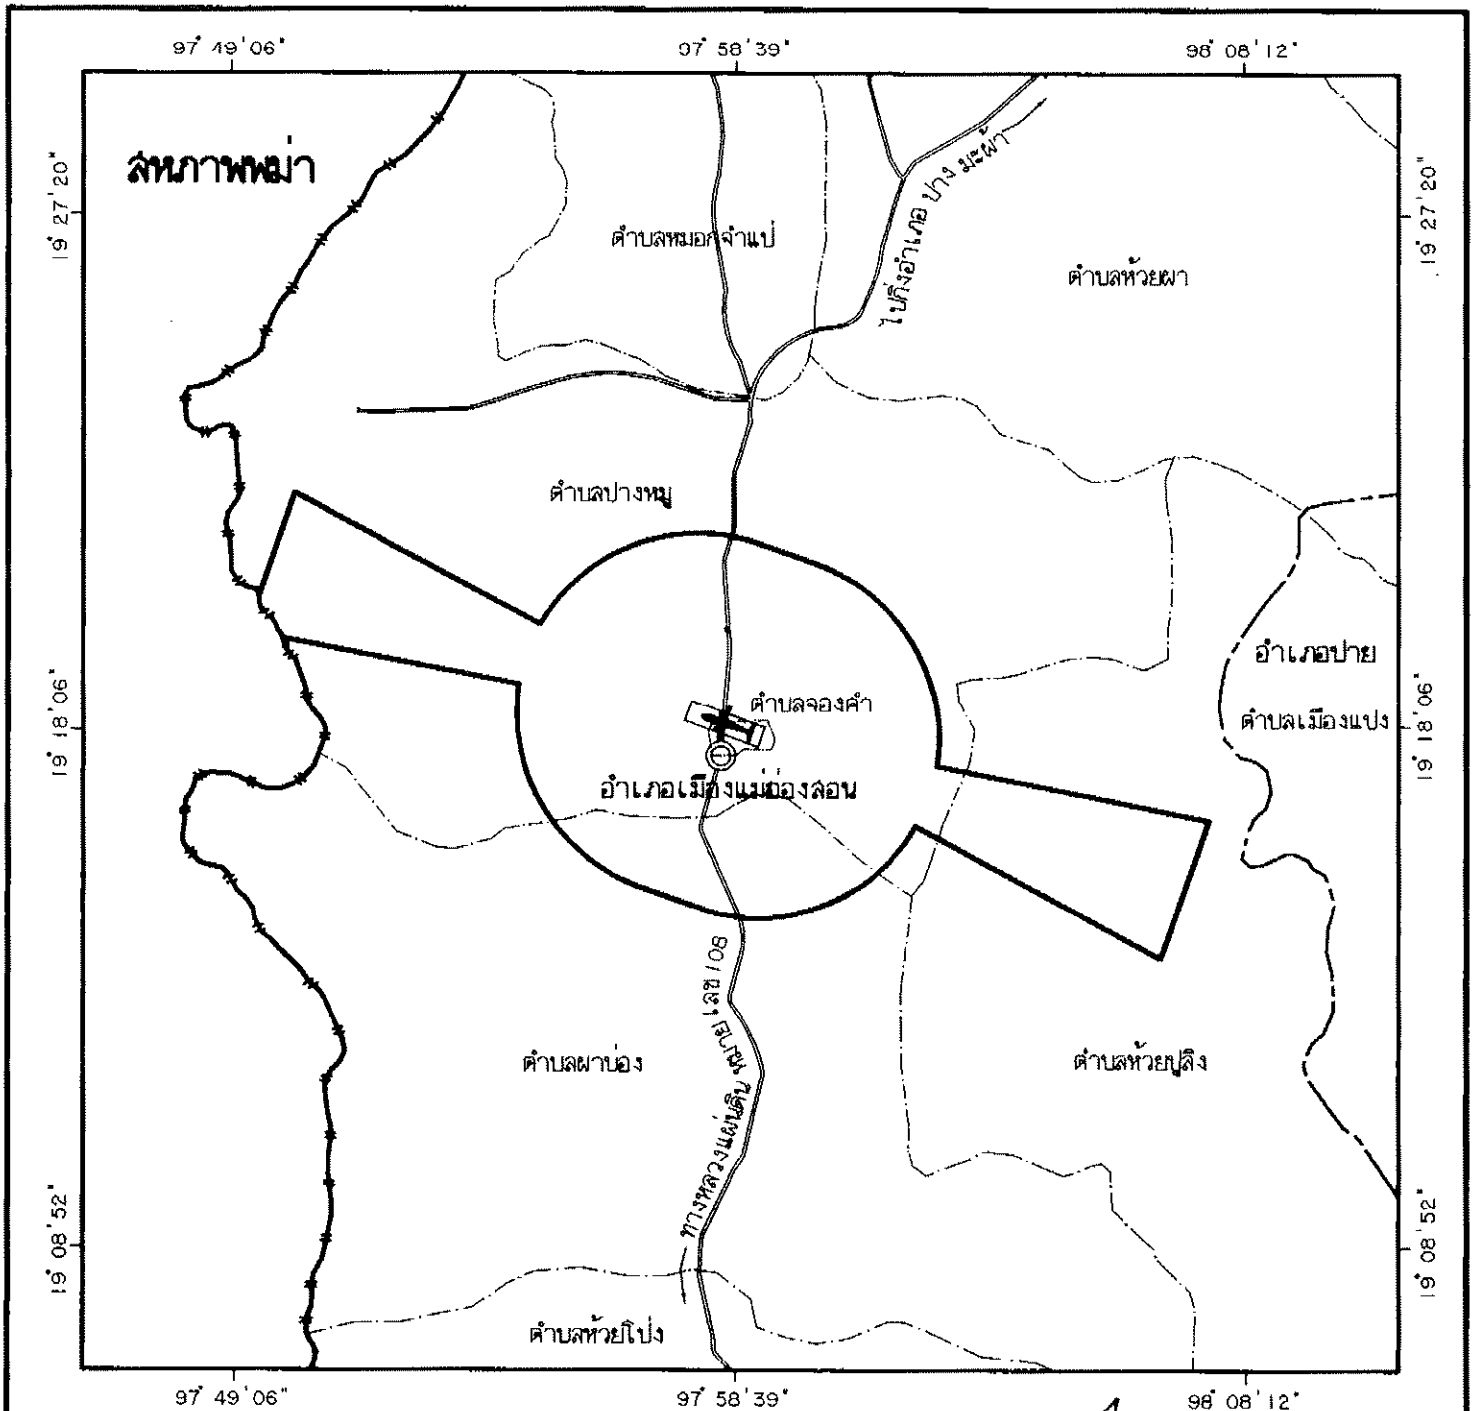 97° 49' 06"
97° 58' 39"
98° 08' 12"
19° 27' 20"
19° 27' 20"
สหภาพพม่า
ตำบลหมอกจำแป่
ไปกิ่งอำเภอ ปาง มะผ้า
ตำบลห้วยผา
ตำบลปางหมู
อำเภอปาย
ตำบลจองคำ
ตำบลเมืองแปง
19° 18' 06"
19° 18' 06"
อำเภอเมืองแม่ฮ่องสอน
ทางหลวงแผ่นดิน หมายเลข 108
ตำบลผาบ่อง
ตำบลห้วยปูลิง
19° 08' 52"
19° 08' 52"
ตำบลห้วยโป่ง
97° 49' 06"
97° 58' 39"
98° 08' 12"